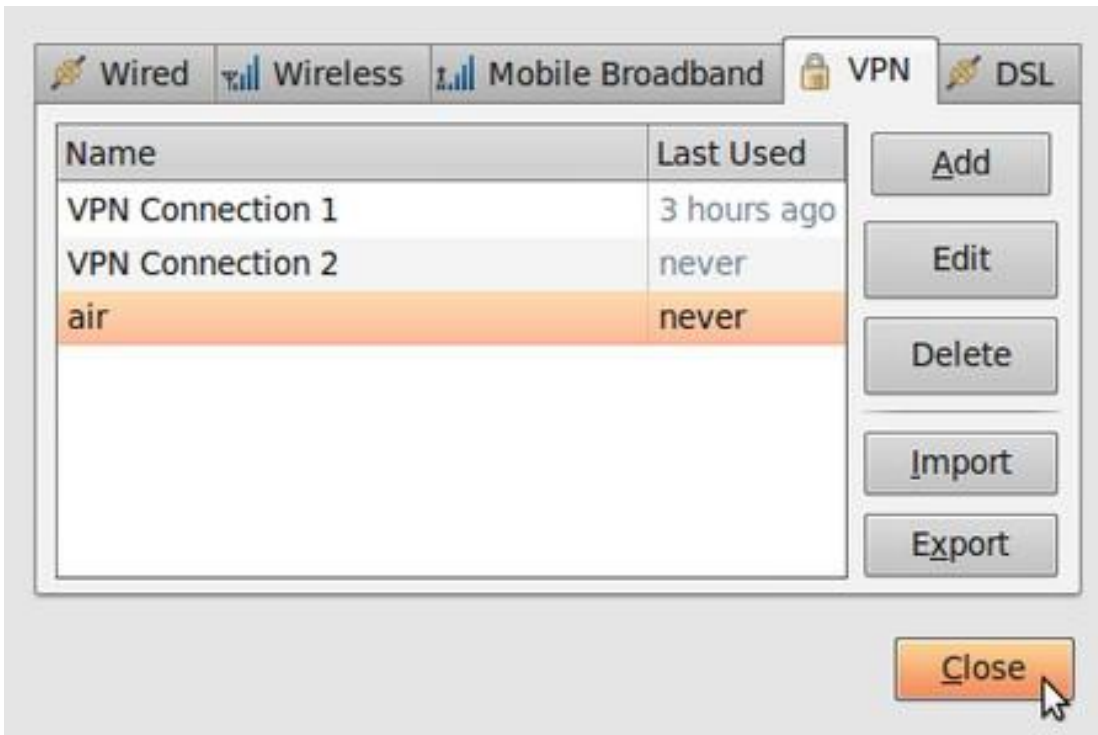 Wired Wireless Mobile Broadband VPN DSL
Name Last Used
VPN Connection 1 3 hours ago
VPN Connection 2 never
air never
Add
Edit
Delete
Import
Export
Close